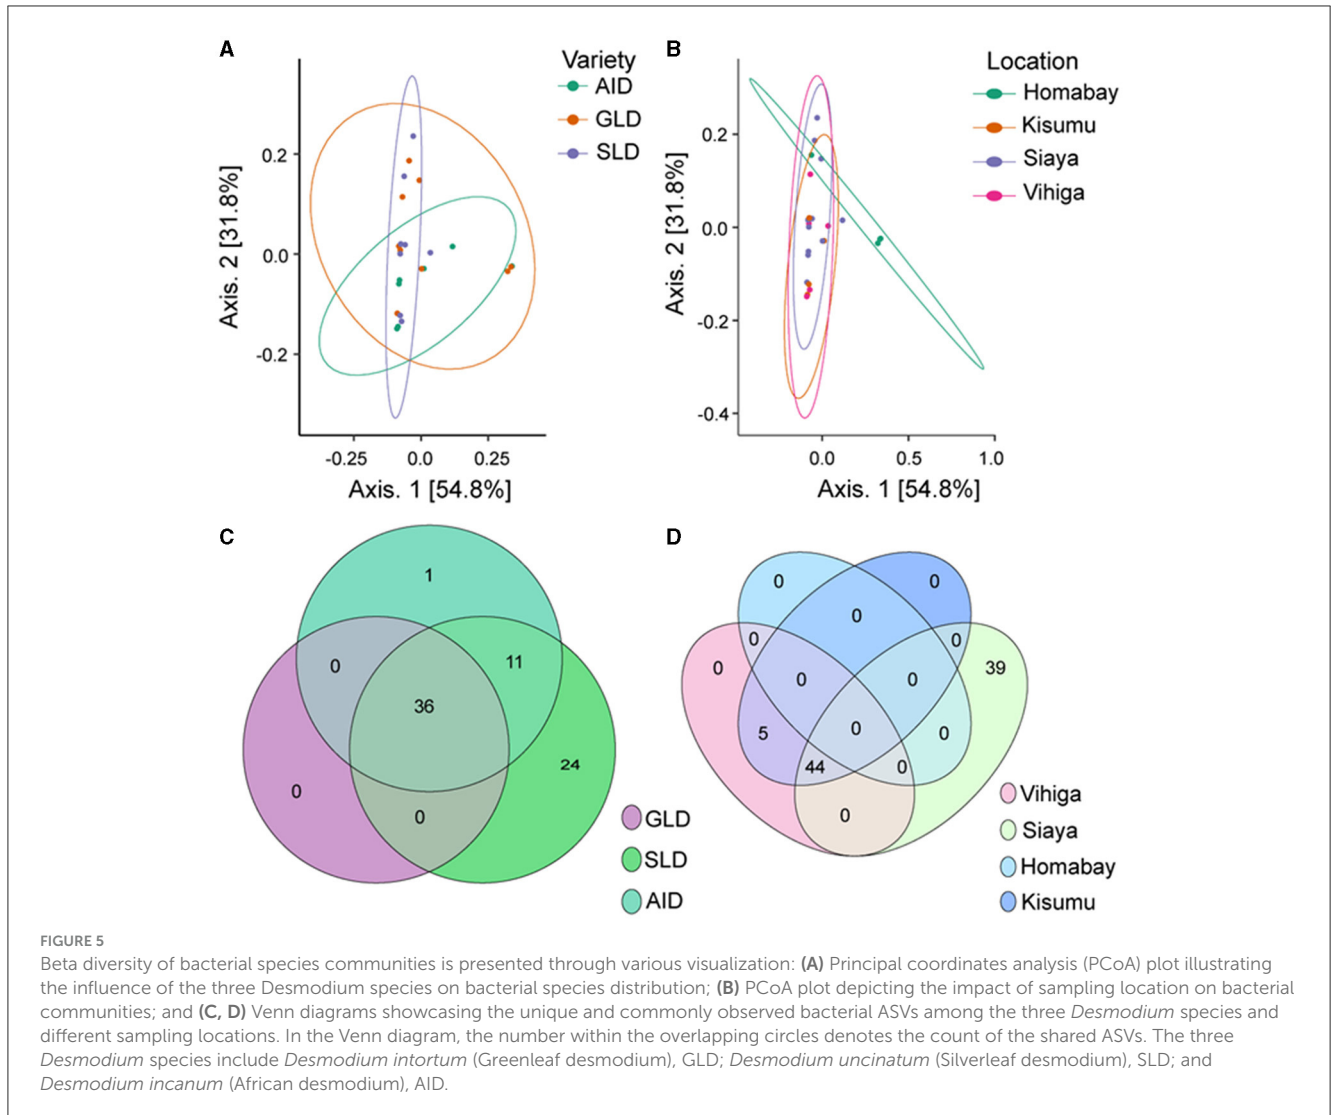 A
Variety
AID
GLD
SLD
0.2
0.0
-0.2
Axis. 2 [31.8%]
-0.25 0.0 0.25
Axis. 1 [54.8%]
B
Location
Homabay
Kisumu
Siaya
Vihiga
0.2
0.0
-0.2
-0.4
Axis. 2 [31.8%]
0.0 0.5 1.0
Axis. 1 [54.8%]
C
1
0
11
36
0
24
0
GLD
SLD
AID
D
0 0
0
0 0
0 39
0 0
5 0 0
44 0
0
Vihiga
Siaya
Homabay
Kisumu
FIGURE 5
Beta diversity of bacterial species communities is presented through various visualization: (A) Principal coordinates analysis (PCoA) plot illustrating
the influence of the three Desmodium species on bacterial species distribution; (B) PCoA plot depicting the impact of sampling location on bacterial
communities; and (C, D) Venn diagrams showcasing the unique and commonly observed bacterial ASVs among the three Desmodium species and
different sampling locations. In the Venn diagram, the number within the overlapping circles denotes the count of the shared ASVs. The three
Desmodium species include Desmodium intortum (Greenleaf desmodium), GLD; Desmodium uncinatum (Silverleaf desmodium), SLD; and
Desmodium incanum (African desmodium), AID.